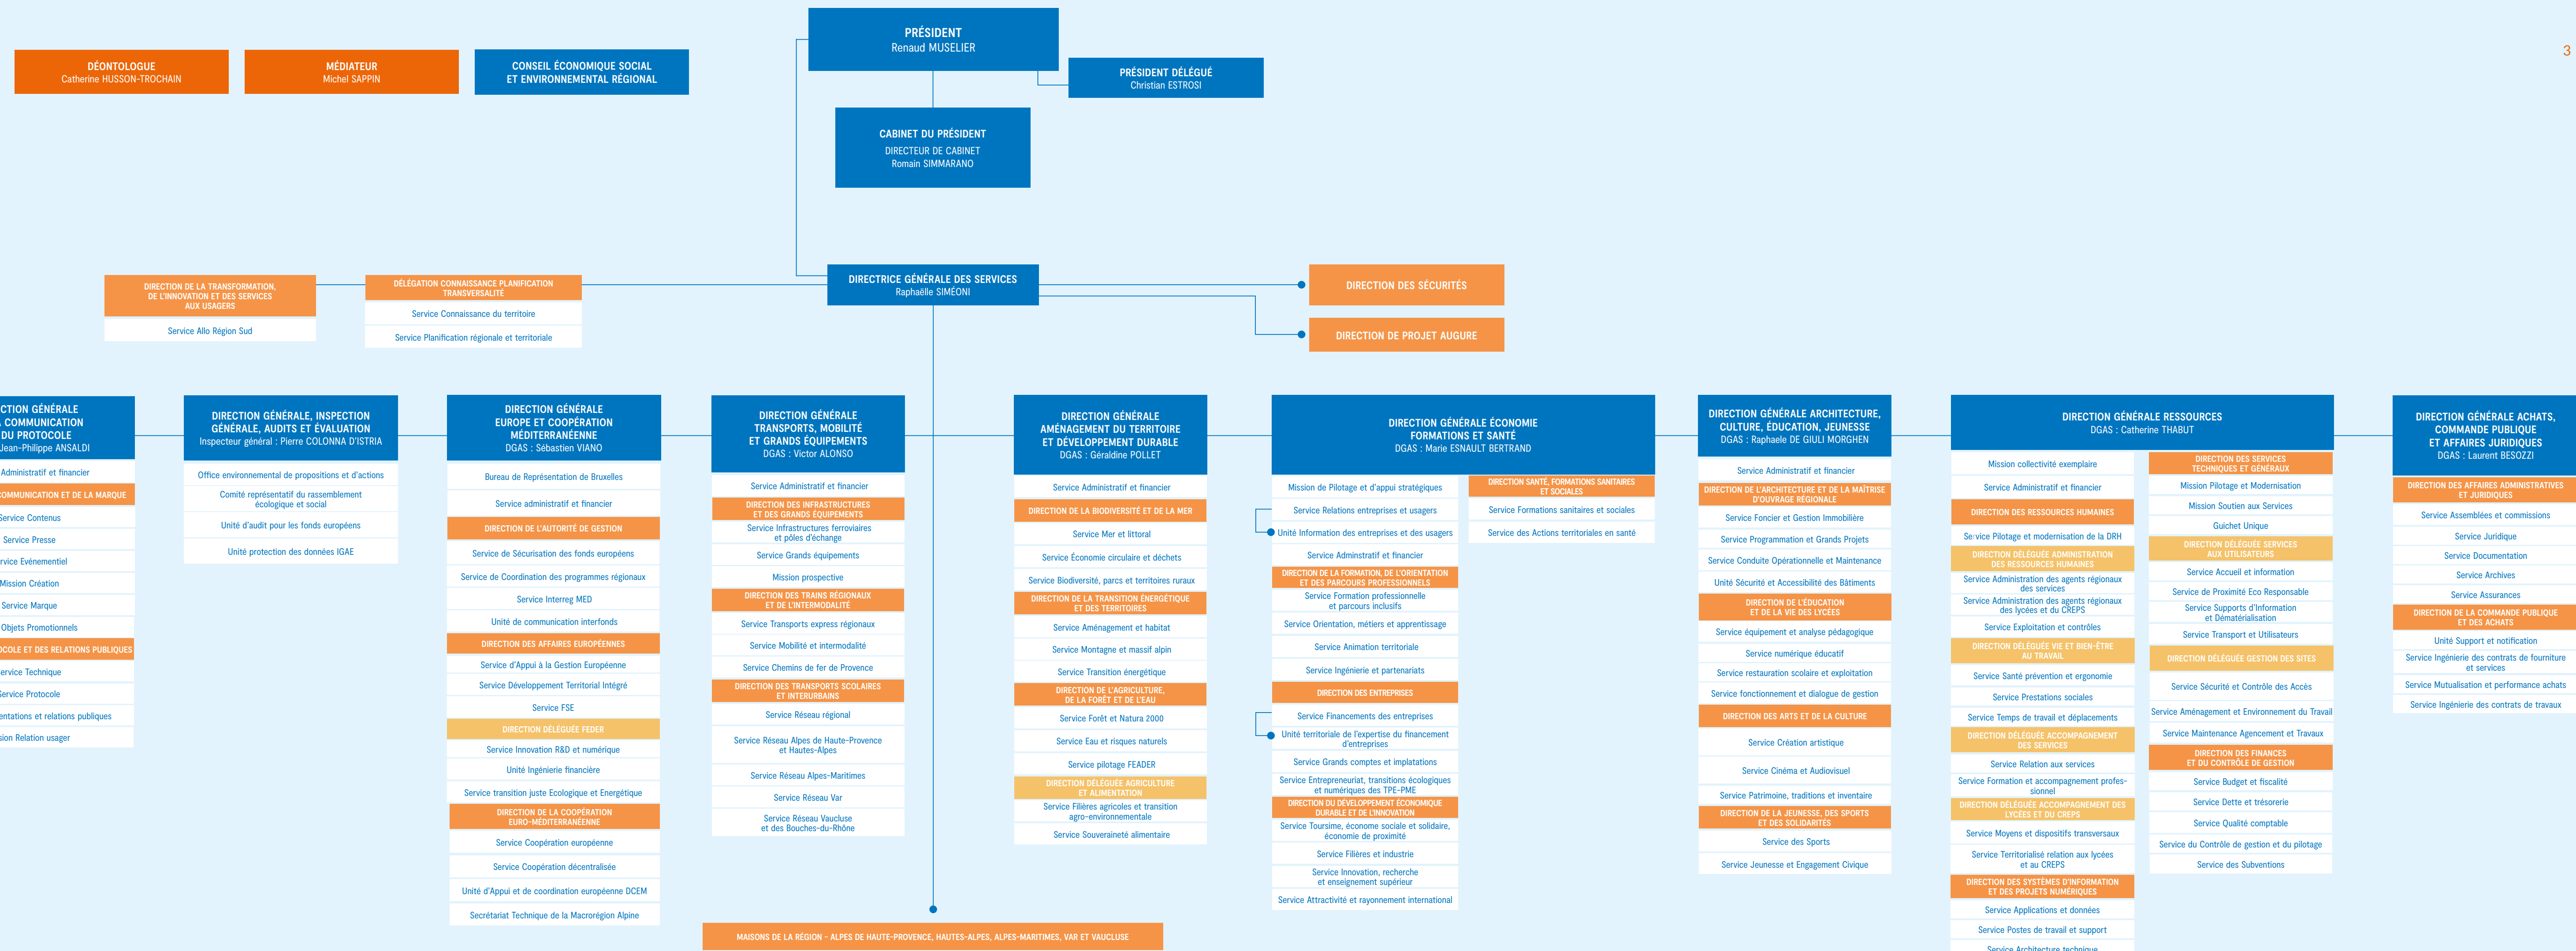 PRÉSIDENT
Renaud MUSELIER
3
DÉONTOLOGUE
Catherine HUSSON-TROCHAIN
MÉDIATEUR
Michel SAPPIN
CONSEIL ÉCONOMIQUE SOCIAL
ET ENVIRONNEMENTAL RÉGIONAL
PRÉSIDENT DÉLÉGUÉ
Christian ESTROSI
CABINET DU PRÉSIDENT
DIRECTEUR DE CABINET
Romain SIMMARANO
DIRECTRICE GÉNÉRALE DES SERVICES
Raphaëlle SIMÉONI
DIRECTION DE LA TRANSFORMATION,
DE L'INNOVATION ET DES SERVICES
AUX USAGERS
Service Allo Région Sud
DÉLÉGATION CONNAISSANCE PLANIFICATION
TRANSVERSALITÉ
Service Connaissance du territoire
Service Planification régionale et territoriale
DIRECTION DES SÉCURITÉS
DIRECTION DE PROJET AUGURE
CTION GÉNÉRALE
COMMUNICATION
DU PROTOCOLE
Jean-Philippe ANSALDI
Administratif et financier
COMMUNICATION ET DE LA MARQUE
Service Contenus
Service Presse
rvice Evénementiel
Mission Création
Service Marque
Objets Promotionnels
OCOLE ET DES RELATIONS PUBLIQUES
ervice Technique
Service Protocole
entations et relations publiques
sion Relation usager
DIRECTION GÉNÉRALE, INSPECTION
GÉNÉRALE, AUDITS ET ÉVALUATION
Inspecteur général : Pierre COLONNA D'ISTRIA
Office environnemental de propositions et d'actions
Comité représentatif du rassemblement
écologique et social
Unité d'audit pour les fonds européens
Unité protection des données IGAE
DIRECTION GÉNÉRALE
EUROPE ET COOPÉRATION
MÉDITERRANÉENNE
DGAS : Sébastien VIANO
Bureau de Représentation de Bruxelles
Service administratif et financier
DIRECTION DE L'AUTORITÉ DE GESTION
Service de Sécurisation des fonds européens
Service de Coordination des programmes régionaux
Service Interreg MED
Unité de communication interfonds
DIRECTION DES AFFAIRES EUROPÉENNES
Service d'Appui à la Gestion Européenne
Service Développement Territorial Intégré
Service FSE
DIRECTION DÉLÉGUÉE FEDER
Service Innovation R&D et numérique
Unité Ingénierie financière
Service transition juste Ecologique et Energétique
DIRECTION DE LA COOPÉRATION
EURO-MÉDITERRANÉENNE
Service Coopération européenne
Service Coopération décentralisée
Unité d'Appui et de coordination européenne DCEM
Secrétariat Technique de la Macrorégion Alpine
DIRECTION GÉNÉRALE
TRANSPORTS, MOBILITÉ
ET GRANDS ÉQUIPEMENTS
DGAS : Victor ALONSO
Service Administratif et financier
DIRECTION DES INFRASTRUCTURES
ET DES GRANDS ÉQUIPEMENTS
Service Infrastructures ferroviaires
et pôles d'échange
Service Grands équipements
Mission prospective
DIRECTION DES TRAINS RÉGIONAUX
ET DE L'INTERMODALITÉ
Service Transports express régionaux
Service Mobilité et intermodalité
Service Chemins de fer de Provence
DIRECTION DES TRANSPORTS SCOLAIRES
ET INTERURBAINS
Service Réseau régional
Service Réseau Alpes de Haute-Provence
et Hautes-Alpes
Service Réseau Alpes-Maritimes
Service Réseau Var
Service Réseau Vaucluse
et des Bouches-du-Rhône
DIRECTION GÉNÉRALE
AMÉNAGEMENT DU TERRITOIRE
ET DÉVELOPPEMENT DURABLE
DGAS : Géraldine POLLET
Service Administratif et financier
DIRECTION DE LA BIODIVERSITÉ ET DE LA MER
Service Mer et littoral
Service Économie circulaire et déchets
Service Biodiversité, parcs et territoires ruraux
DIRECTION DE LA TRANSITION ÉNERGÉTIQUE
ET DES TERRITOIRES
Service Aménagement et habitat
Service Montagne et massif alpin
Service Transition énergétique
DIRECTION DE L'AGRICULTURE,
DE LA FORÊT ET DE L'EAU
Service Forêt et Natura 2000
Service Eau et risques naturels
Service pilotage FEADER
DIRECTION DÉLÉGUÉE AGRICULTURE
ET ALIMENTATION
Service Filières agricoles et transition
agro-environnementale
Service Souveraineté alimentaire
DIRECTION GÉNÉRALE ÉCONOMIE
FORMATIONS ET SANTÉ
DGAS : Marie ESNAULT BERTRAND
Mission de Pilotage et d'appui stratégiques
Service Relations entreprises et usagers
Unité Information des entreprises et des usagers
Service Adminstratif et financier
DIRECTION DE LA FORMATION, DE L'ORIENTATION
ET DES PARCOURS PROFESSIONNELS
Service Formation professionnelle
et parcours inclusifs
Service Orientation, métiers et apprentissage
Service Animation territoriale
Service Ingénierie et partenariats
DIRECTION DES ENTREPRISES
Service Financements des entreprises
Unité territoriale de l'expertise du financement
d'entreprises
Service Grands comptes et implatations
Service Entrepreneuriat, transitions écologiques
et numériques des TPE-PME
DIRECTION DU DÉVELOPPEMENT ÉCONOMIQUE
DURABLE ET DE L'INNOVATION
Service Toursime, économe sociale et solidaire,
économie de proximité
Service Filières et industrie
Service Innovation, recherche
et enseignement supérieur
Service Attractivité et rayonnement international
DIRECTION SANTÉ, FORMATIONS SANITAIRES
ET SOCIALES
Service Formations sanitaires et sociales
Service des Actions territoriales en santé
DIRECTION GÉNÉRALE ARCHITECTURE,
CULTURE, ÉDUCATION, JEUNESSE
DGAS : Raphaele DE GIULI MORGHEN
Service Administratif et financier
DIRECTION DE L'ARCHITECTURE ET DE LA MAÎTRISE
D'OUVRAGE RÉGIONALE
Service Foncier et Gestion Immobilière
Service Programmation et Grands Projets
Service Conduite Opérationnelle et Maintenance
Unité Sécurité et Accessibilité des Bâtiments
DIRECTION DE L'ÉDUCATION
ET DE LA VIE DES LYCÉES
Service équipement et analyse pédagogique
Service numérique éducatif
Service restauration scolaire et exploitation
Service fonctionnement et dialogue de gestion
DIRECTION DES ARTS ET DE LA CULTURE
Service Création artistique
Service Cinéma et Audiovisuel
Service Patrimoine, traditions et inventaire
DIRECTION DE LA JEUNESSE, DES SPORTS
ET DES SOLIDARITÉS
Service des Sports
Service Jeunesse et Engagement Civique
DIRECTION GÉNÉRALE RESSOURCES
DGAS : Catherine THABUT
Mission collectivité exemplaire
Service Administratif et financier
DIRECTION DES RESSOURCES HUMAINES
Service Pilotage et modernisation de la DRH
DIRECTION DÉLÉGUÉE ADMINISTRATION
DES RESSOURCES HUMAINES
Service Administration des agents régionaux
des services
Service Administration des agents régionaux
des lycées et du CREPS
Service Exploitation et contrôles
DIRECTION DÉLÉGUÉE VIE ET BIEN-ÊTRE
AU TRAVAIL
Service Santé prévention et ergonomie
Service Prestations sociales
Service Temps de travail et déplacements
DIRECTION DÉLÉGUÉE ACCOMPAGNEMENT
DES SERVICES
Service Relation aux services
Service Formation et accompagnement profes-
sionnel
DIRECTION DÉLÉGUÉE ACCOMPAGNEMENT DES
LYCÉES ET DU CREPS
Service Moyens et dispositifs transversaux
Service Territorialisé relation aux lycées
et au CREPS
DIRECTION DES SYSTÈMES D'INFORMATION
ET DES PROJETS NUMÉRIQUES
Service Applications et données
Service Postes de travail et support
Service Architecture technique
DIRECTION DES SERVICES
TECHNIQUES ET GÉNÉRAUX
Mission Pilotage et Modernisation
Mission Soutien aux Services
Guichet Unique
DIRECTION DÉLÉGUÉE SERVICES
AUX UTILISATEURS
Service Accueil et information
Service de Proximité Eco Responsable
Service Supports d'Information
et Dématérialisation
Service Transport et Utilisateurs
DIRECTION DÉLÉGUÉE GESTION DES SITES
Service Sécurité et Contrôle des Accès
Service Aménagement et Environnement du Travail
Service Maintenance Agencement et Travaux
DIRECTION DES FINANCES
ET DU CONTRÔLE DE GESTION
Service Budget et fiscalité
Service Dette et trésorerie
Service Qualité comptable
Service du Contrôle de gestion et du pilotage
Service des Subventions
DIRECTION GÉNÉRALE ACHATS,
COMMANDE PUBLIQUE
ET AFFAIRES JURIDIQUES
DGAS : Laurent BESOZZI
DIRECTION DES AFFAIRES ADMINISTRATIVES
ET JURIDIQUES
Service Assemblées et commissions
Service Juridique
Service Documentation
Service Archives
Service Assurances
DIRECTION DE LA COMMANDE PUBLIQUE
ET DES ACHATS
Unité Support et notification
Service Ingénierie des contrats de fourniture
et services
Service Mutualisation et performance achats
Service Ingénierie des contrats de travaux
MAISONS DE LA RÉGION - ALPES DE HAUTE-PROVENCE, HAUTES-ALPES, ALPES-MARITIMES, VAR ET VAUCLUSE